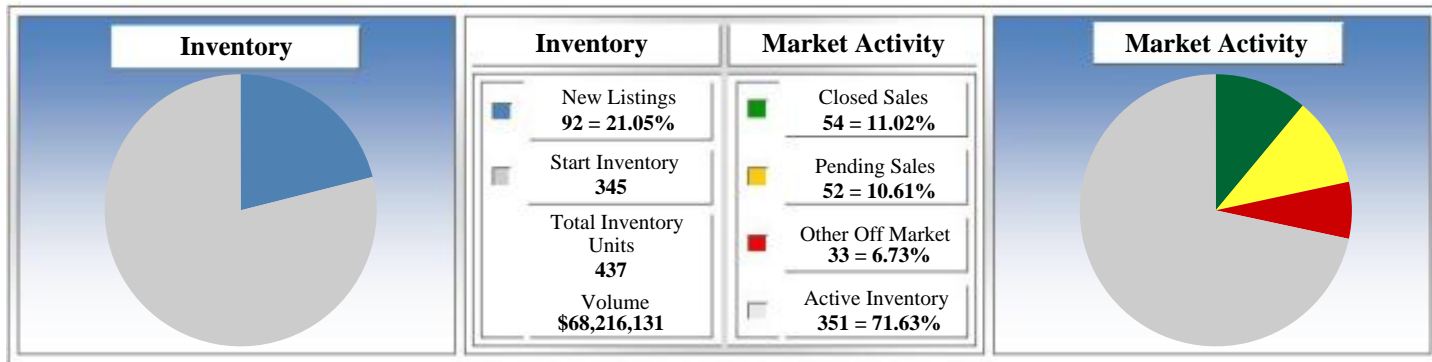 Inventory
Inventory
New Listings
92 = 21.05%
Start Inventory
345
Total Inventory
Units
437
Volume
$68,216,131
Market Activity
Closed Sales
54 = 11.02%
Pending Sales
52 = 10.61%
Other Off Market
33 = 6.73%
Active Inventory
351 = 71.63%
Market Activity